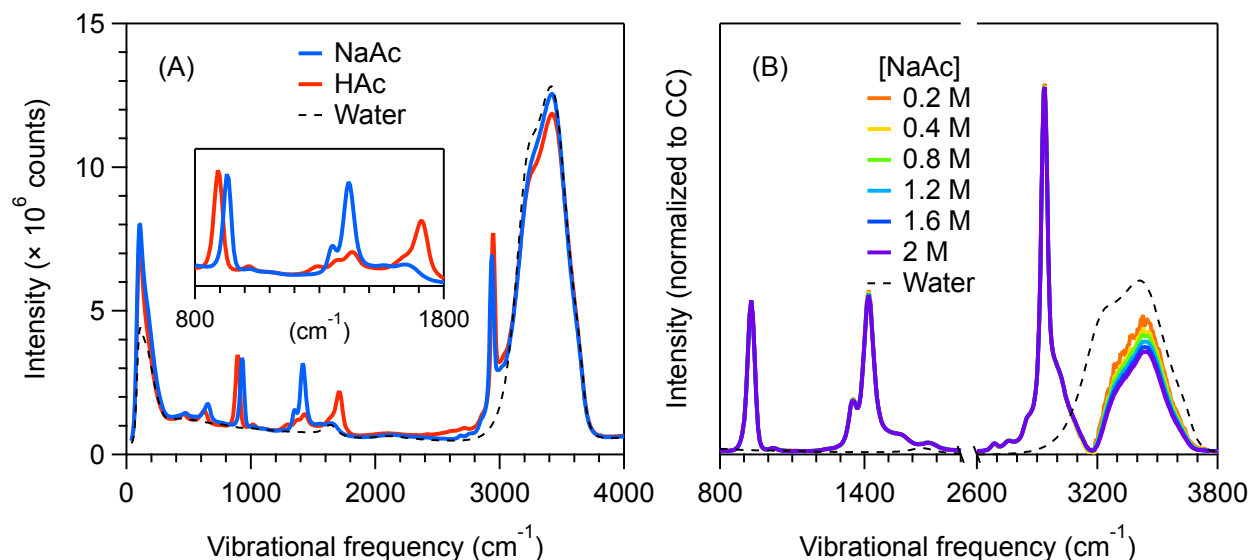 15
10
5
0
Intensity (× 10⁶ counts)
(A)
NaAc
HAc
Water
800
(cm⁻¹)
1800
0
1000
2000
3000
4000
Vibrational frequency (cm⁻¹)
Intensity (normalized to CC)
(B)
[NaAc]
0.2 M
0.4 M
0.8 M
1.2 M
1.6 M
2 M
Water
800
1400
2600
3200
3800
Vibrational frequency (cm⁻¹)